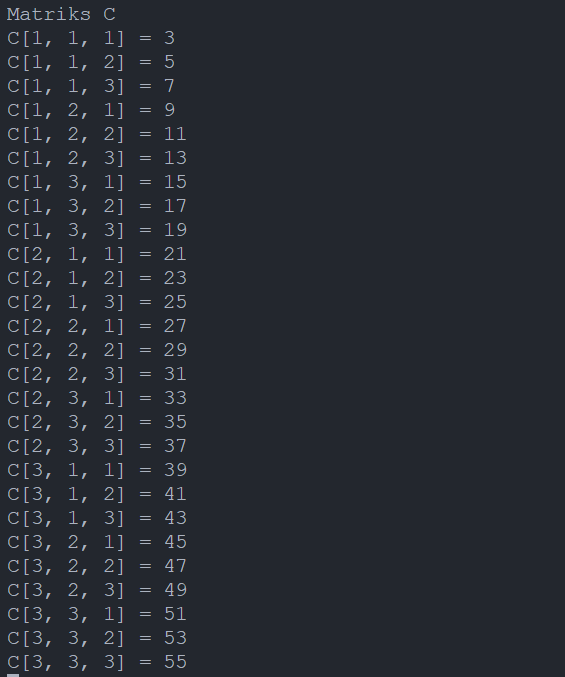 Matriks C
C[1, 1, 1] = 3
C[1, 1, 2] = 5
C[1, 1, 3] = 7
C[1, 2, 1] = 9
C[1, 2, 2] = 11
C[1, 2, 3] = 13
C[1, 3, 1] = 15
C[1, 3, 2] = 17
C[1, 3, 3] = 19
C[2, 1, 1] = 21
C[2, 1, 2] = 23
C[2, 1, 3] = 25
C[2, 2, 1] = 27
C[2, 2, 2] = 29
C[2, 2, 3] = 31
C[2, 3, 1] = 33
C[2, 3, 2] = 35
C[2, 3, 3] = 37
C[3, 1, 1] = 39
C[3, 1, 2] = 41
C[3, 1, 3] = 43
C[3, 2, 1] = 45
C[3, 2, 2] = 47
C[3, 2, 3] = 49
C[3, 3, 1] = 51
C[3, 3, 2] = 53
C[3, 3, 3] = 55